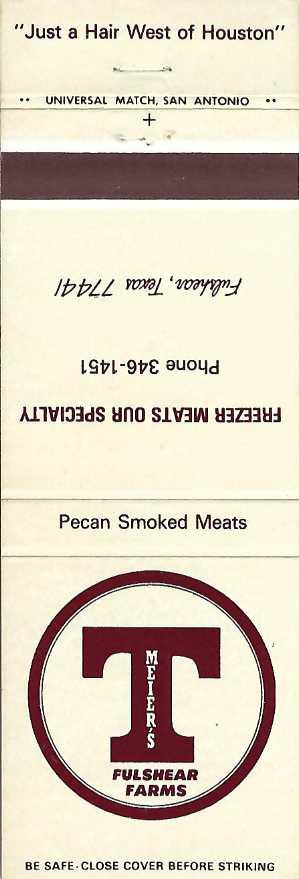 "Just a Hair West of Houston"
UNIVERSAL MATCH, SAN ANTONIO
FREEZER MEATS OUR SPECIALTY
Phone 346-1451
Fulshear, Texas 77441
Pecan Smoked Meats
T
MEIER'S
FULSHEAR
FARMS
BE SAFE-CLOSE COVER BEFORE STRIKING